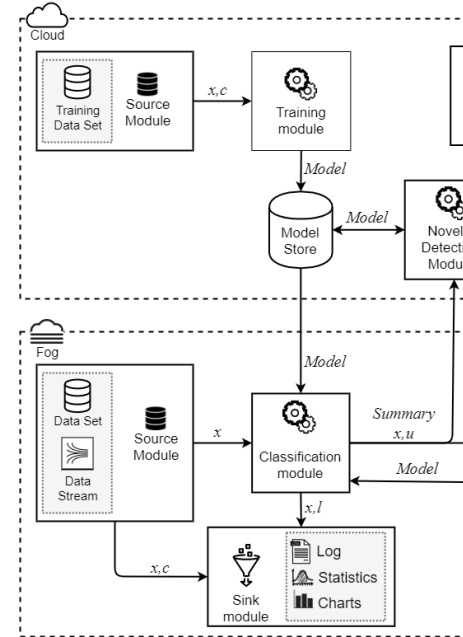 Cloud
Training
Data Set
Source
Module
x,c
Training
module
Model
Model
Store
Model
Detecti
Modu
Fog
Model
Data Set
Data
Stream
Source
Module
x
Classification
module
Summary
x,u
Model
x,l
x,c
Sink
module
Log
Statistics
Charts